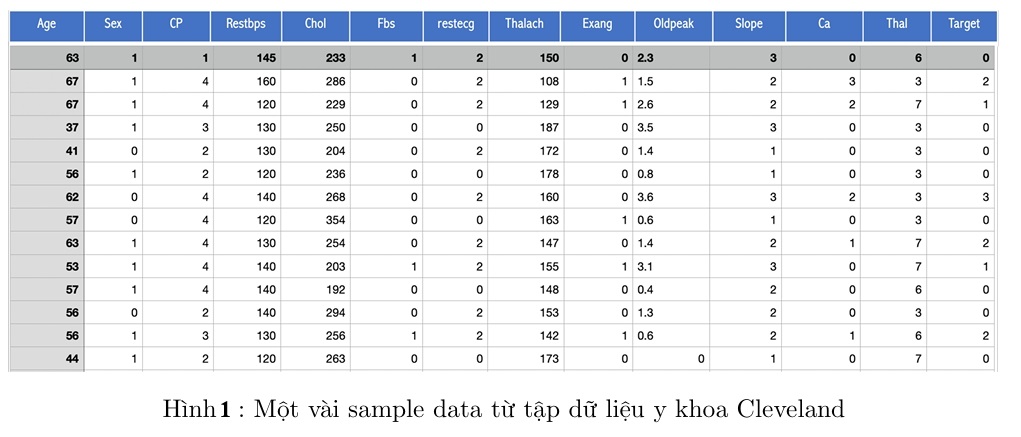 Age Sex CP Restbps Chol Fbs restecg Thalach Exang Oldpeak Slope Ca Thal Target
63 1 1 145 233 1 2 150 0 2.3 3 0 6 0
67 1 4 160 286 0 2 108 1 1.5 2 3 3 2
67 1 4 120 229 0 2 129 1 2.6 2 2 7 1
37 1 3 130 250 0 0 187 0 3.5 3 0 3 0
41 0 2 130 204 0 2 172 0 1.4 1 0 3 0
56 1 2 120 236 0 0 178 0 0.8 1 0 3 0
62 0 4 140 268 0 2 160 0 3.6 3 2 3 3
57 0 4 120 354 0 0 163 1 0.6 1 0 3 0
63 1 4 130 254 0 2 147 0 1.4 2 1 7 2
53 1 4 140 203 1 2 155 1 3.1 3 0 7 1
57 1 4 140 192 0 0 148 0 0.4 2 0 6 0
56 0 2 140 294 0 2 153 0 1.3 2 0 3 0
56 1 3 130 256 1 2 142 1 0.6 2 1 6 2
44 1 2 120 263 0 0 173 0 0 1 0 7 0
Hình 1 : Một vài sample data từ tập dữ liệu y khoa Cleveland